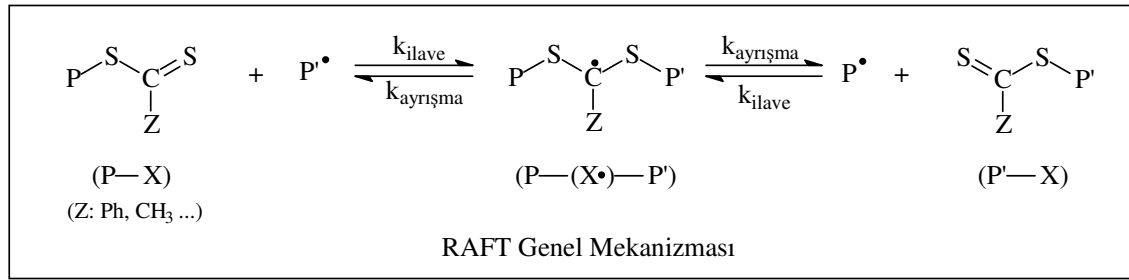 P S C S Z + P'• k_ilave k_ayrışma P S C• S P' Z k_ayrışma k_ilave P• + S C S P' Z
(P—X) (P—(X•)—P') (P'—X)
(Z: Ph, CH₃ ...)
RAFT Genel Mekanizması